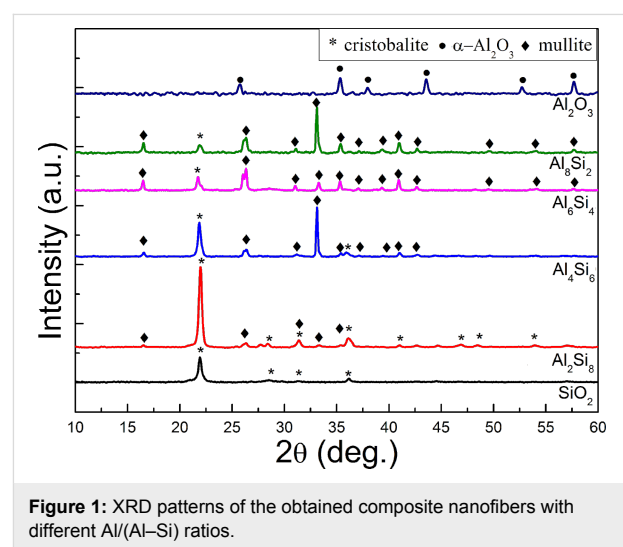 * cristobalite ● α–Al₂O₃ ◆ mullite
Al₂O₃
Al₈Si₂
Al₆Si₄
Al₄Si₆
Al₂Si₈
SiO₂
Intensity (a.u.)
10 15 20 25 30 35 40 45 50 55 60
2θ (deg.)
Figure 1: XRD patterns of the obtained composite nanofibers with
different Al/(Al–Si) ratios.